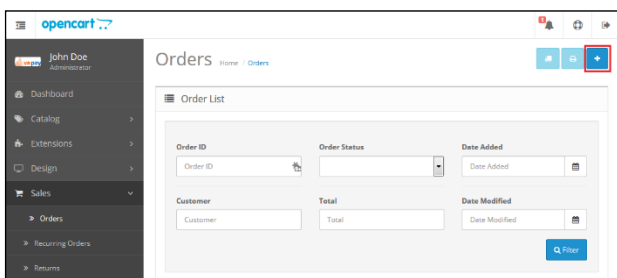 opencart
1
John Doe
Administrator
Orders Home / Orders
Dashboard
Order List
Catalog
Extensions
Order ID Order Status Date Added
Order ID Date Added
Design
Sales
Customer Total Date Modified
Customer Total Date Modified
» Orders
» Recurring Orders
Filter
» Returns